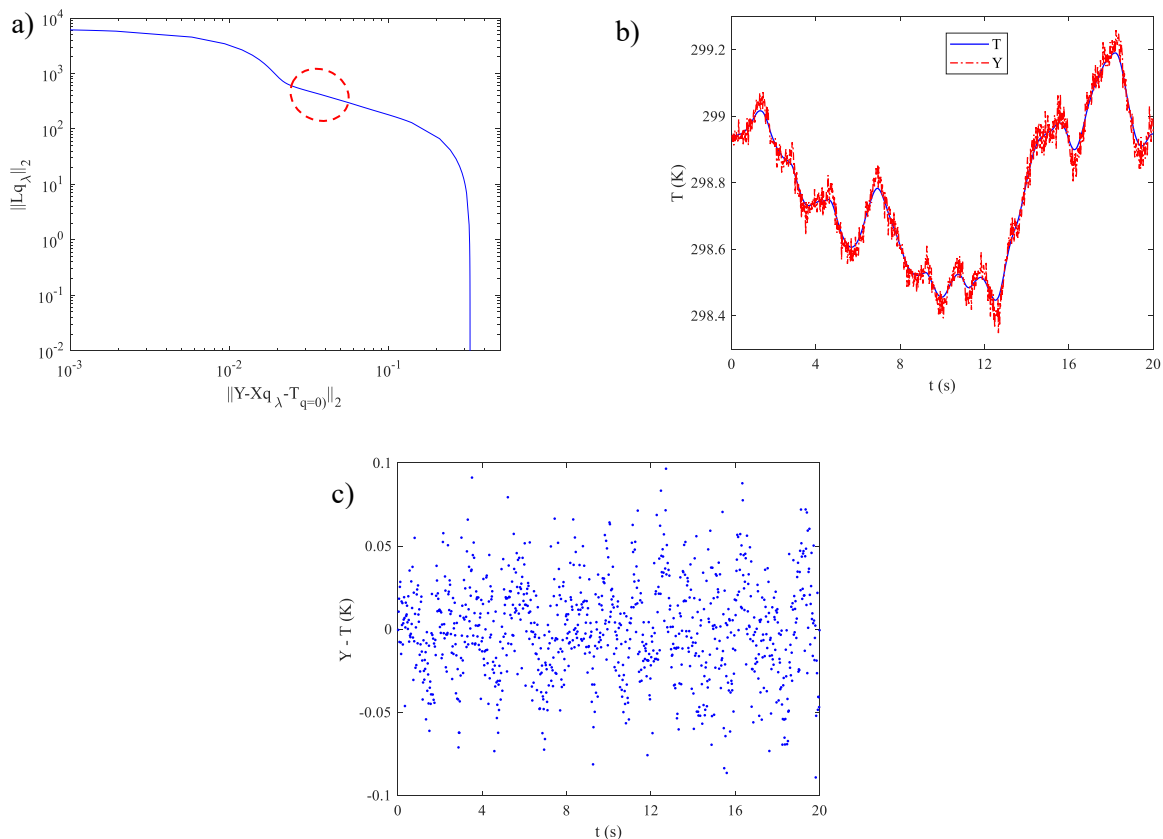 a)
10^4
10^3
10^2
10^1
10^0
10^-1
10^-2
||Lq_λ||_2
10^-3
10^-2
10^-1
||Y-Xq_λ-T_q=0)||_2
b)
T
Y
299.2
299
298.8
298.6
298.4
T (K)
0
4
8
12
16
20
t (s)
c)
0.1
0.05
0
-0.05
-0.1
Y - T (K)
0
4
8
12
16
20
t (s)